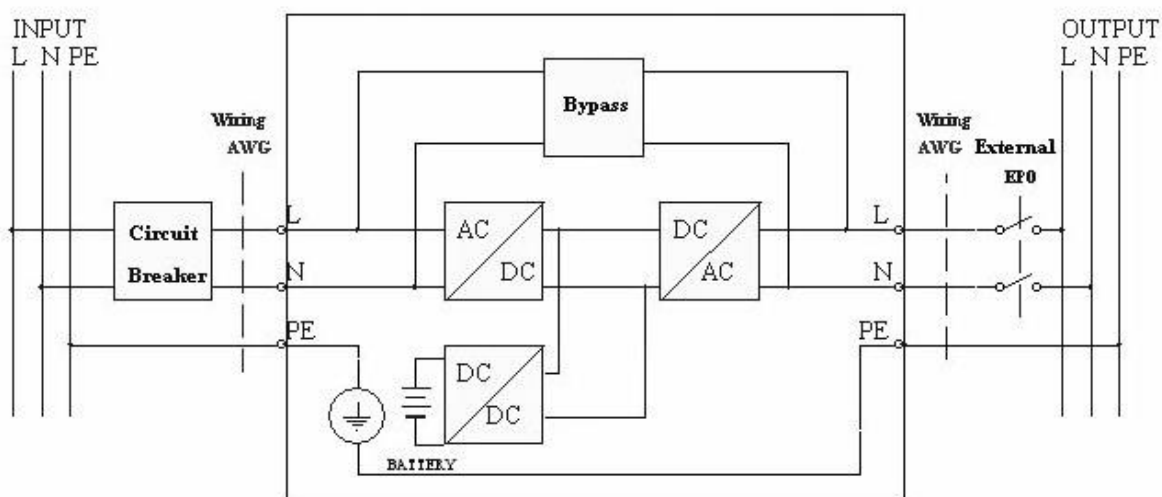 INPUT
L N PE
OUTPUT
L N PE
Bypass
Wiring
AWG
Wiring
AWG
External
EPO
Circuit
Breaker
L
N
PE
AC
DC
DC
AC
L
N
PE
DC
DC
BATTERY